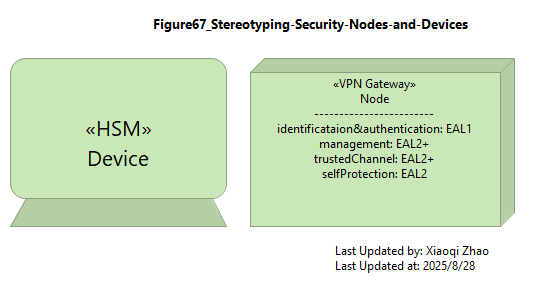 Figure67_Stereotyping-Security-Nodes-and-Devices
«HSM»
Device
«VPN Gateway»
Node
------------------------
identificataion&authentication: EAL1
management: EAL2+
trustedChannel: EAL2+
selfProtection: EAL2
Last Updated by: Xiaoqi Zhao
Last Updated at: 2025/8/28